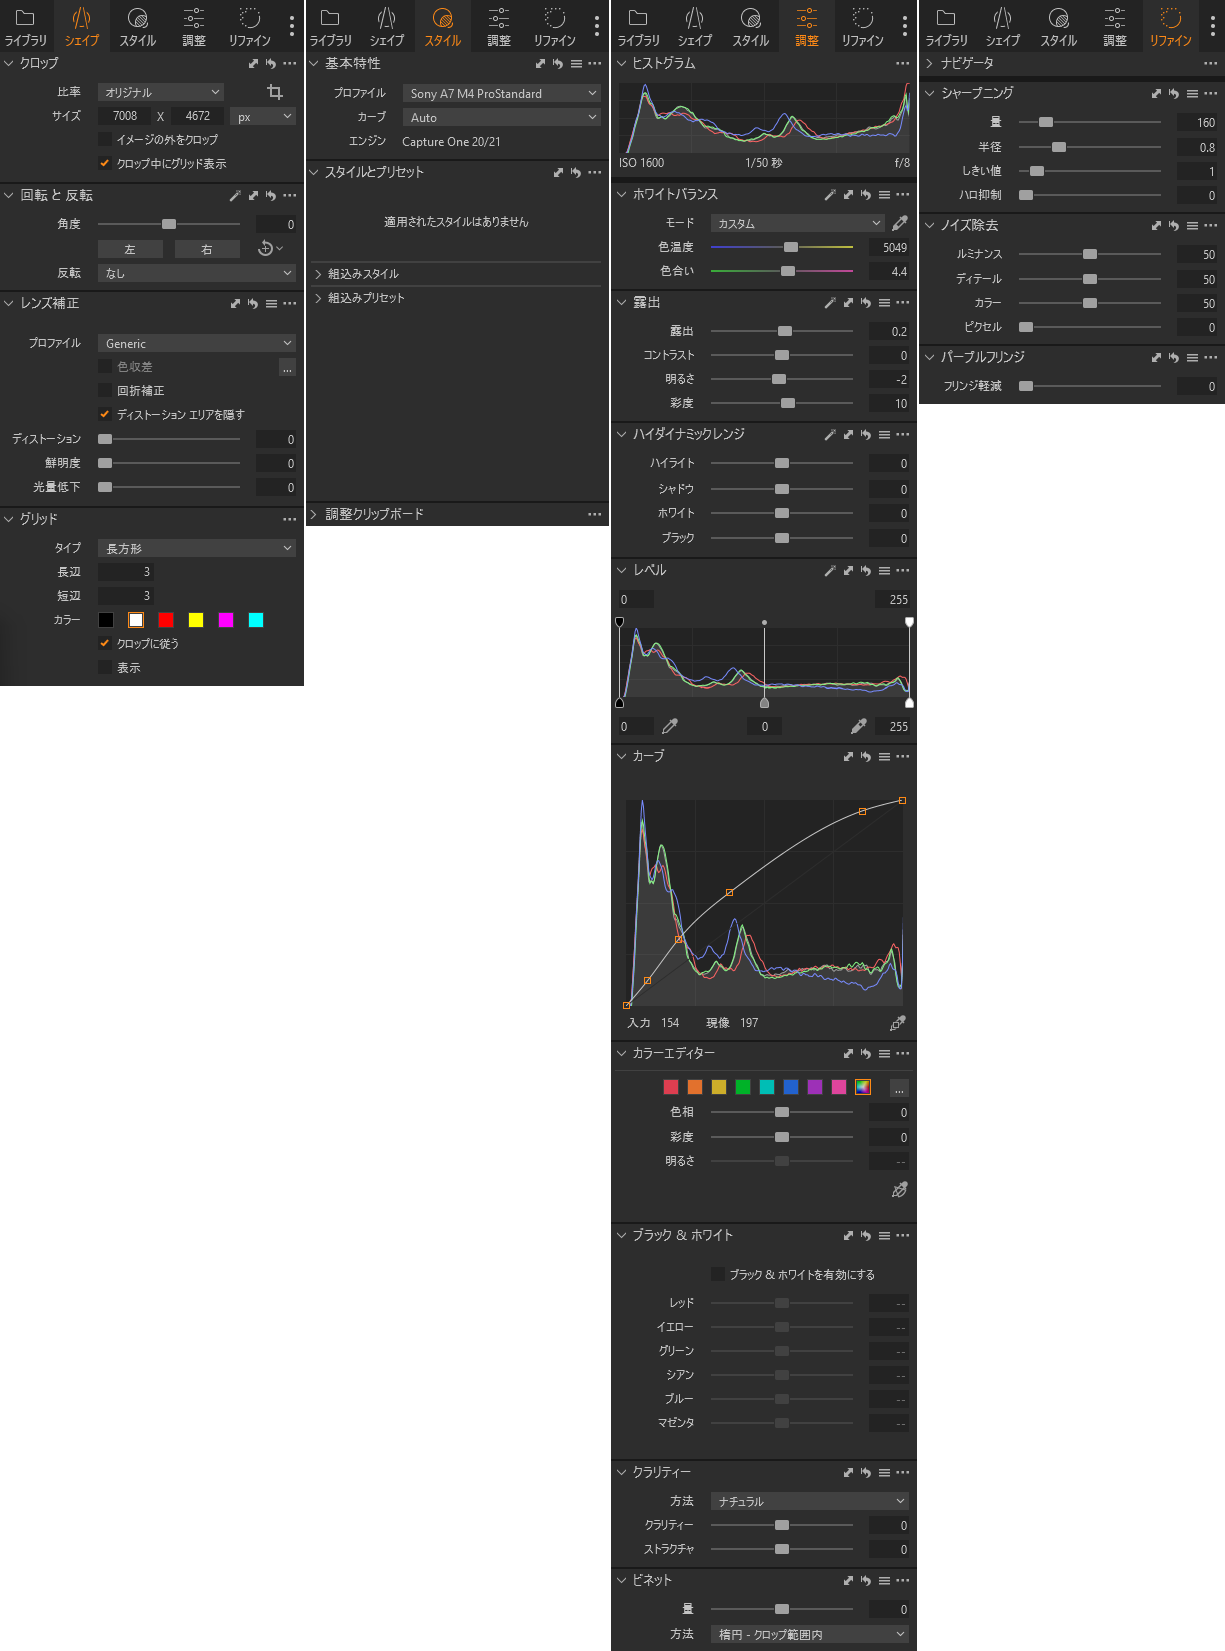 ライブラリ シェイプ スタイル 調整 リファイン
クロップ
比率 オリジナル
サイズ 7008 X 4672 px
イメージの外をクロップ
クロップ中にグリッド表示
回転と反転
角度 0
左 右
反転 なし
レンズ補正
プロファイル Generic
色収差 ...
回折補正
ディストーション エリアを隠す
ディストーション 0
鮮明度 0
光量低下 0
グリッド
タイプ 長方形
長辺 3
短辺 3
カラー
クロップに従う
表示
ライブラリ シェイプ スタイル 調整 リファイン
基本特性
プロファイル Sony A7 M4 ProStandard
カーブ Auto
エンジン Capture One 20/21
スタイルとプリセット
適用されたスタイルはありません
組込みスタイル
組込みプリセット
調整クリップボード
ライブラリ シェイプ スタイル 調整 リファイン
ヒストグラム
ISO 1600 1/50 秒 f/8
ホワイトバランス
モード カスタム
色温度 5049
色合い 4.4
露出
露出 0.2
コントラスト 0
明るさ -2
彩度 10
ハイダイナミックレンジ
ハイライト 0
シャドウ 0
ホワイト 0
ブラック 0
レベル
0 255
0 0 255
カーブ
入力 154 現像 197
カラーエディター
...
色相 0
彩度 0
明るさ --
ブラック & ホワイト
ブラック & ホワイトを有効にする
レッド --
イエロー --
グリーン --
シアン --
ブルー --
マゼンタ --
クラリティー
方法 ナチュラル
クラリティー 0
ストラクチャ 0
ビネット
量 0
方法 楕円 - クロップ範囲内
ライブラリ シェイプ スタイル 調整 リファイン
ナビゲータ
シャープニング
量 160
半径 0.8
しきい値 1
ハロ抑制 0
ノイズ除去
ルミナンス 50
ディテール 50
カラー 50
ピクセル 0
パープルフリンジ
フリンジ軽減 0